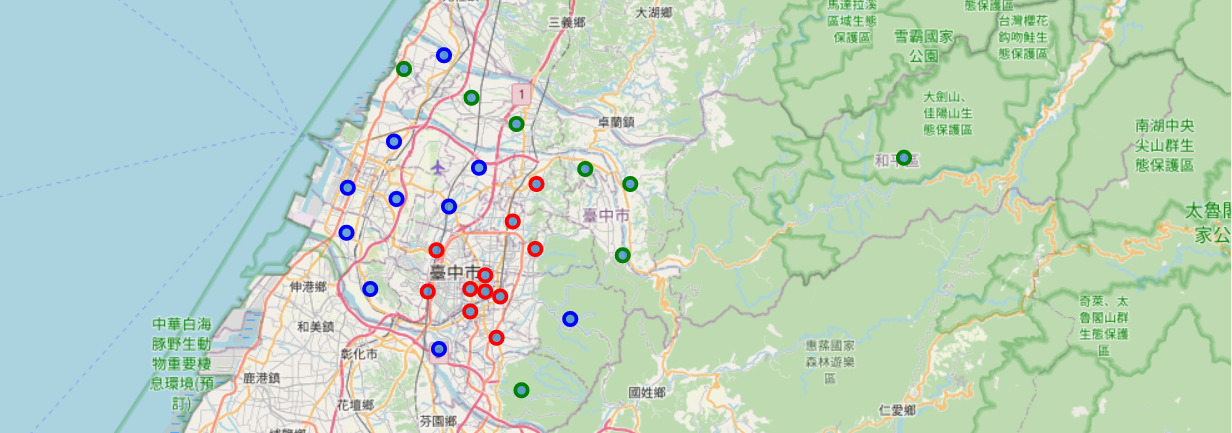 三義鄉
大湖鄉
馬達拉溪
區域生態
保護區
態保護區
台灣櫻花
鉤吻鮭生
態保護區
雪霸國家
公園
1
大劍山、
佳陽山生
態保護區
卓蘭鎮
南湖中央
尖山群生
態保護區
和平區
臺中市
太魯閣
家公
臺中市
伸港鄉
和美鎮
中華白海
豚野生動
物重要棲
息環境(預
訂)
彰化市
鹿港鎮
花壇鄉
芬園鄉
國姓鄉
惠蓀國家
森林遊樂
區
奇萊、太
魯閣山群
生態保護
區
仁愛鄉